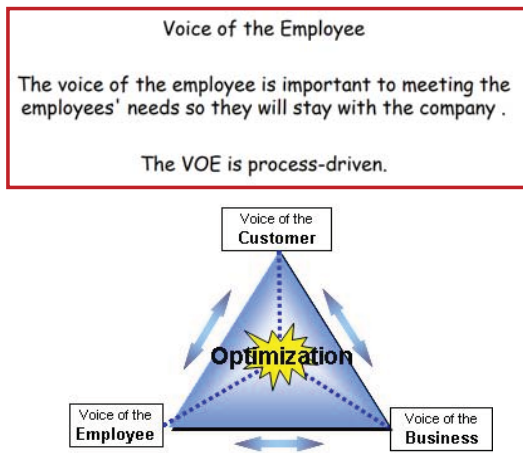 Voice of the Employee
The voice of the employee is important to meeting the
employees' needs so they will stay with the company .
The VOE is process-driven.
Voice of the
Customer
Optimization
Voice of the
Employee
Voice of the
Business